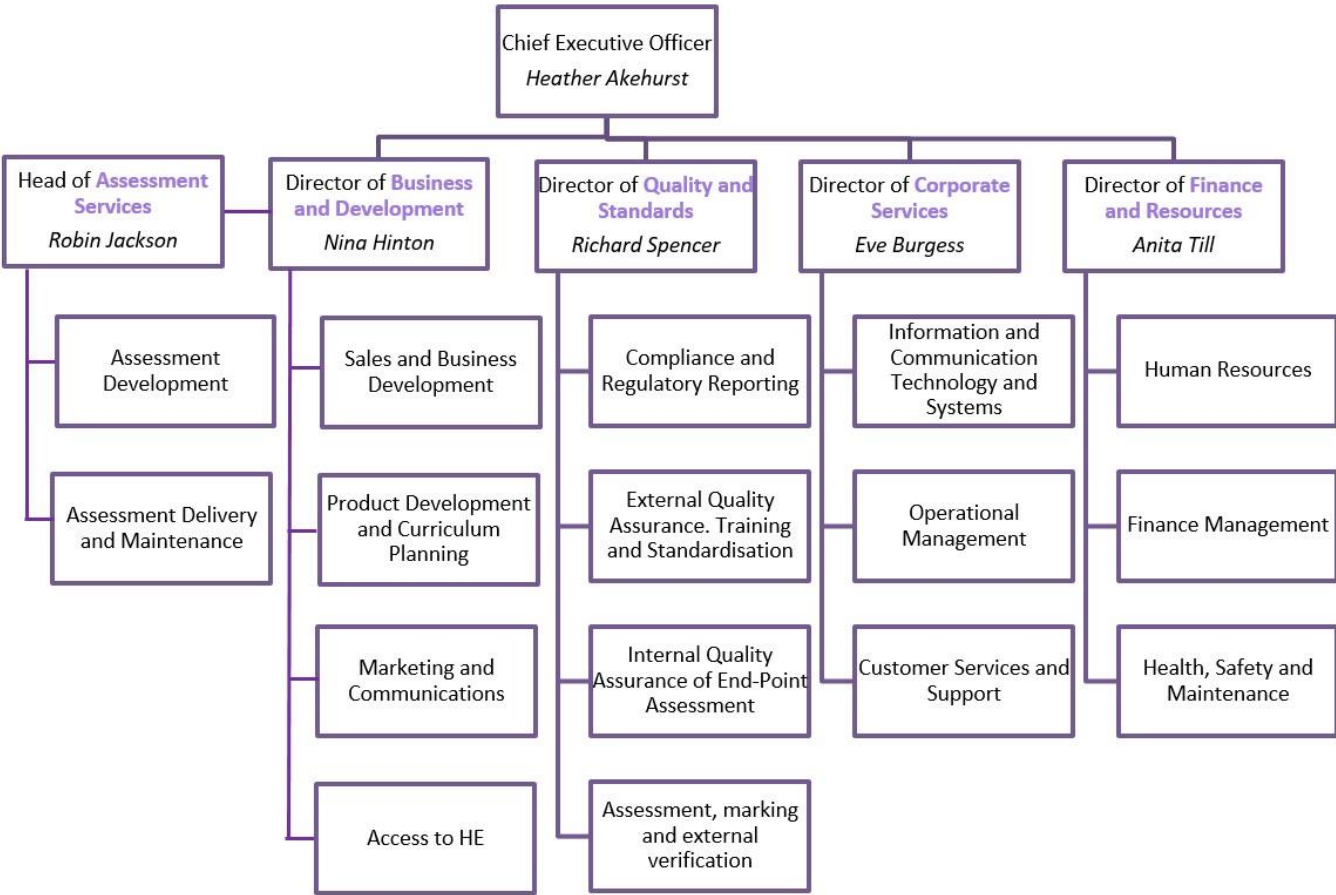 Chief Executive Officer
Heather Akehurst
Head of Assessment
Services
Robin Jackson
Director of Business
and Development
Nina Hinton
Director of Quality and
Standards
Richard Spencer
Director of Corporate
Services
Eve Burgess
Director of Finance
and Resources
Anita Till
Assessment
Development
Assessment Delivery
and Maintenance
Sales and Business
Development
Product Development
and Curriculum
Planning
Marketing and
Communications
Access to HE
Compliance and
Regulatory Reporting
External Quality
Assurance. Training
and Standardisation
Internal Quality
Assurance of End-Point
Assessment
Assessment, marking
and external
verification
Information and
Communication
Technology and
Systems
Operational
Management
Customer Services and
Support
Human Resources
Finance Management
Health, Safety and
Maintenance